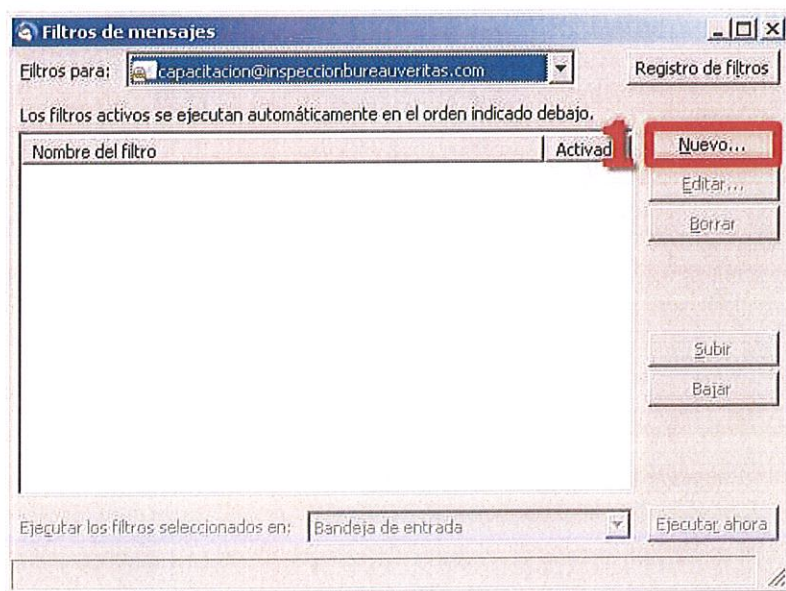 Filtros de mensajes
Filtros para: capacitacion@inspeccionbureauveritas.com
Registro de filtros
Los filtros activos se ejecutan automáticamente en el orden indicado debajo.
Nombre del filtro Activad
1
Nuevo...
Editar...
Borrar
Subir
Bajar
Ejecutar los filtros seleccionados en: Bandeja de entrada
Ejecutar ahora